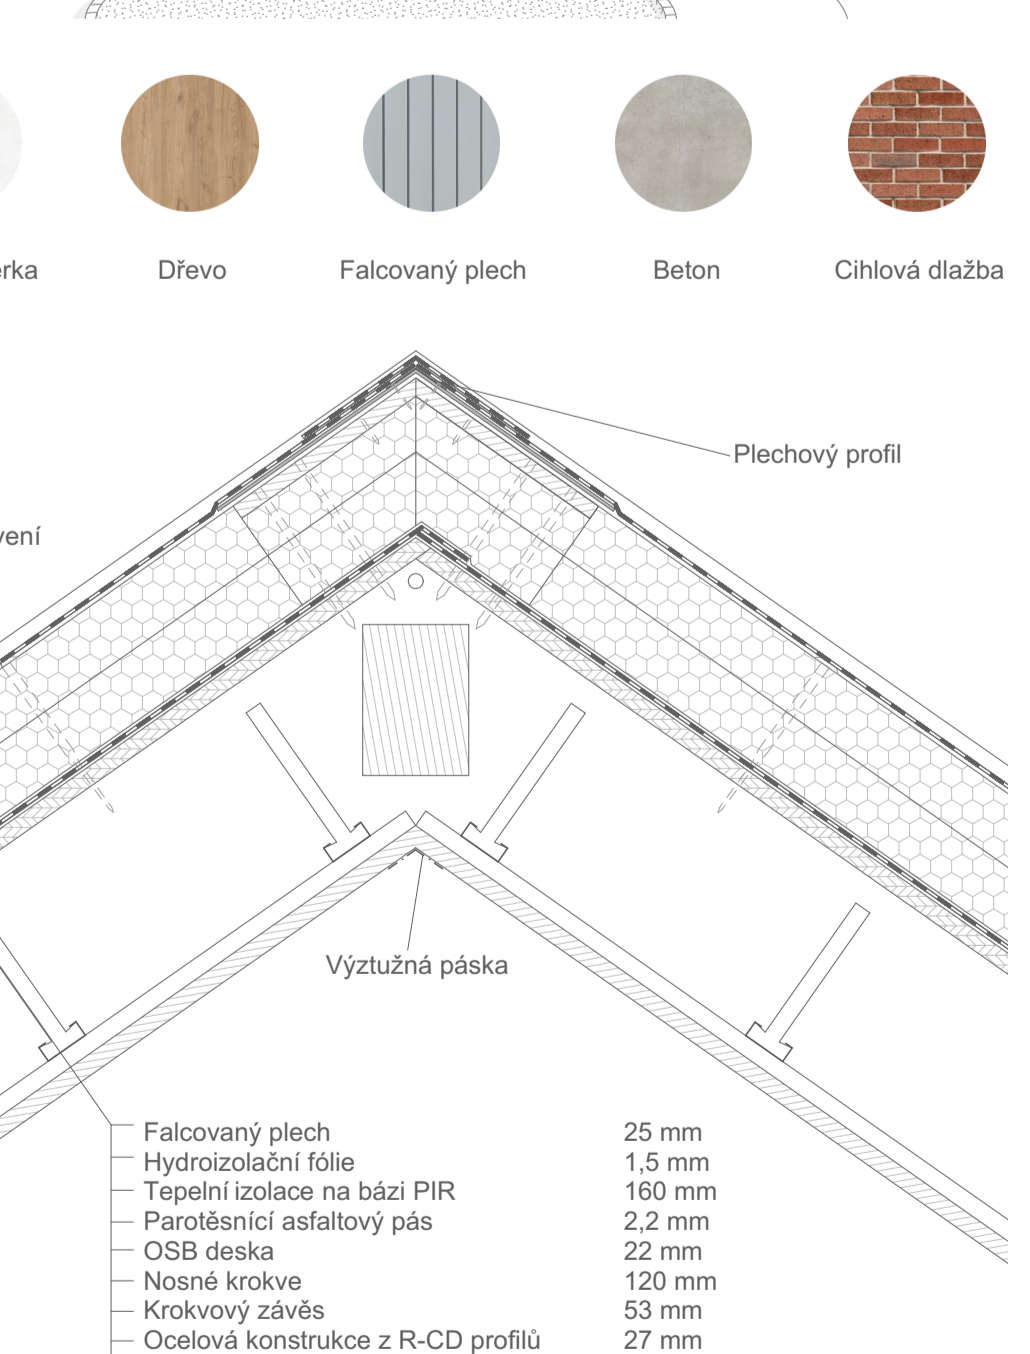 Dřevo
Falcovaný plech
Beton
Cihlová dlažba
Plechový profil
Výztužná páska
Falcovaný plech 25 mm
Hydroizolační fólie 1,5 mm
Tepelní izolace na bázi PIR 160 mm
Parotěsnící asfaltový pás 2,2 mm
OSB deska 22 mm
Nosné krokve 120 mm
Krokvový závěs 53 mm
Ocelová konstrukce z R-CD profilů 27 mm